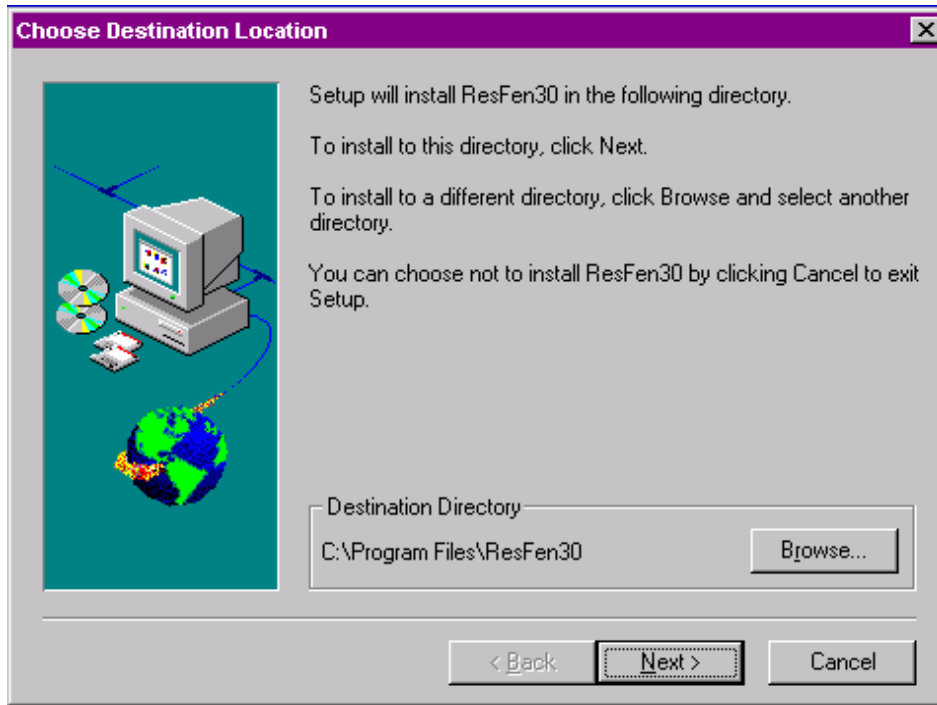 Choose Destination Location
Setup will install ResFen30 in the following directory.
To install to this directory, click Next.
To install to a different directory, click Browse and select another
directory.
You can choose not to install ResFen30 by clicking Cancel to exit
Setup.
Destination Directory
C:\Program Files\ResFen30
Browse...
< Back
Next >
Cancel